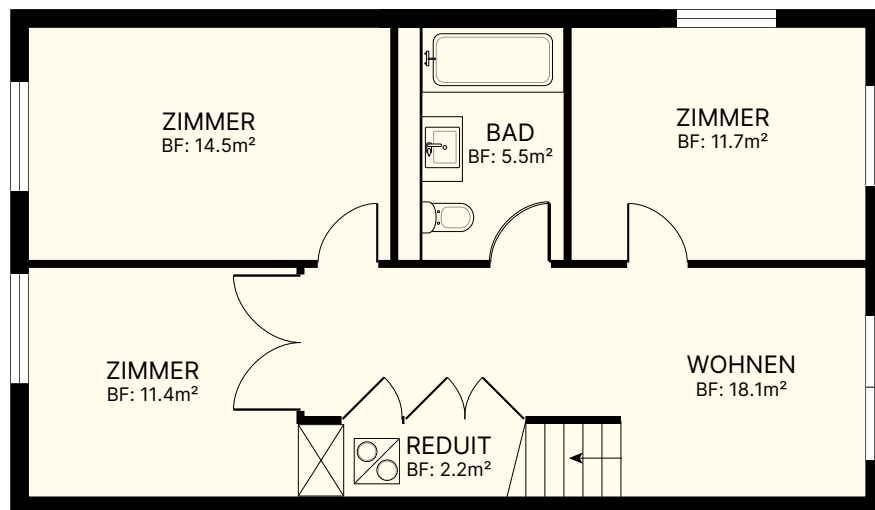 ZIMMER
BF: 14.5m²
BAD
BF: 5.5m²
ZIMMER
BF: 11.7m²
ZIMMER
BF: 11.4m²
REDUIT
BF: 2.2m²
WOHNEN
BF: 18.1m²